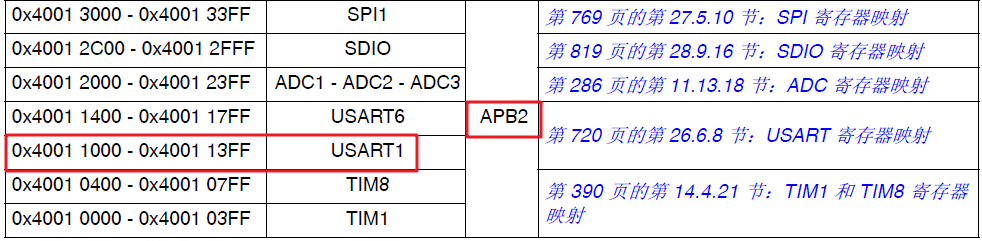 0x4001 3000 - 0x4001 33FF SPI1 第 769 页的第 27.5.10 节：SPI 寄存器映射
0x4001 2C00 - 0x4001 2FFF SDIO 第 819 页的第 28.9.16 节：SDIO 寄存器映射
0x4001 2000 - 0x4001 23FF ADC1 - ADC2 - ADC3 第 286 页的第 11.13.18 节：ADC 寄存器映射
0x4001 1400 - 0x4001 17FF USART6 APB2
第 720 页的第 26.6.8 节：USART 寄存器映射
0x4001 1000 - 0x4001 13FF USART1
0x4001 0400 - 0x4001 07FF TIM8 第 390 页的第 14.4.21 节：TIM1 和 TIM8 寄存器
映射
0x4001 0000 - 0x4001 03FF TIM1